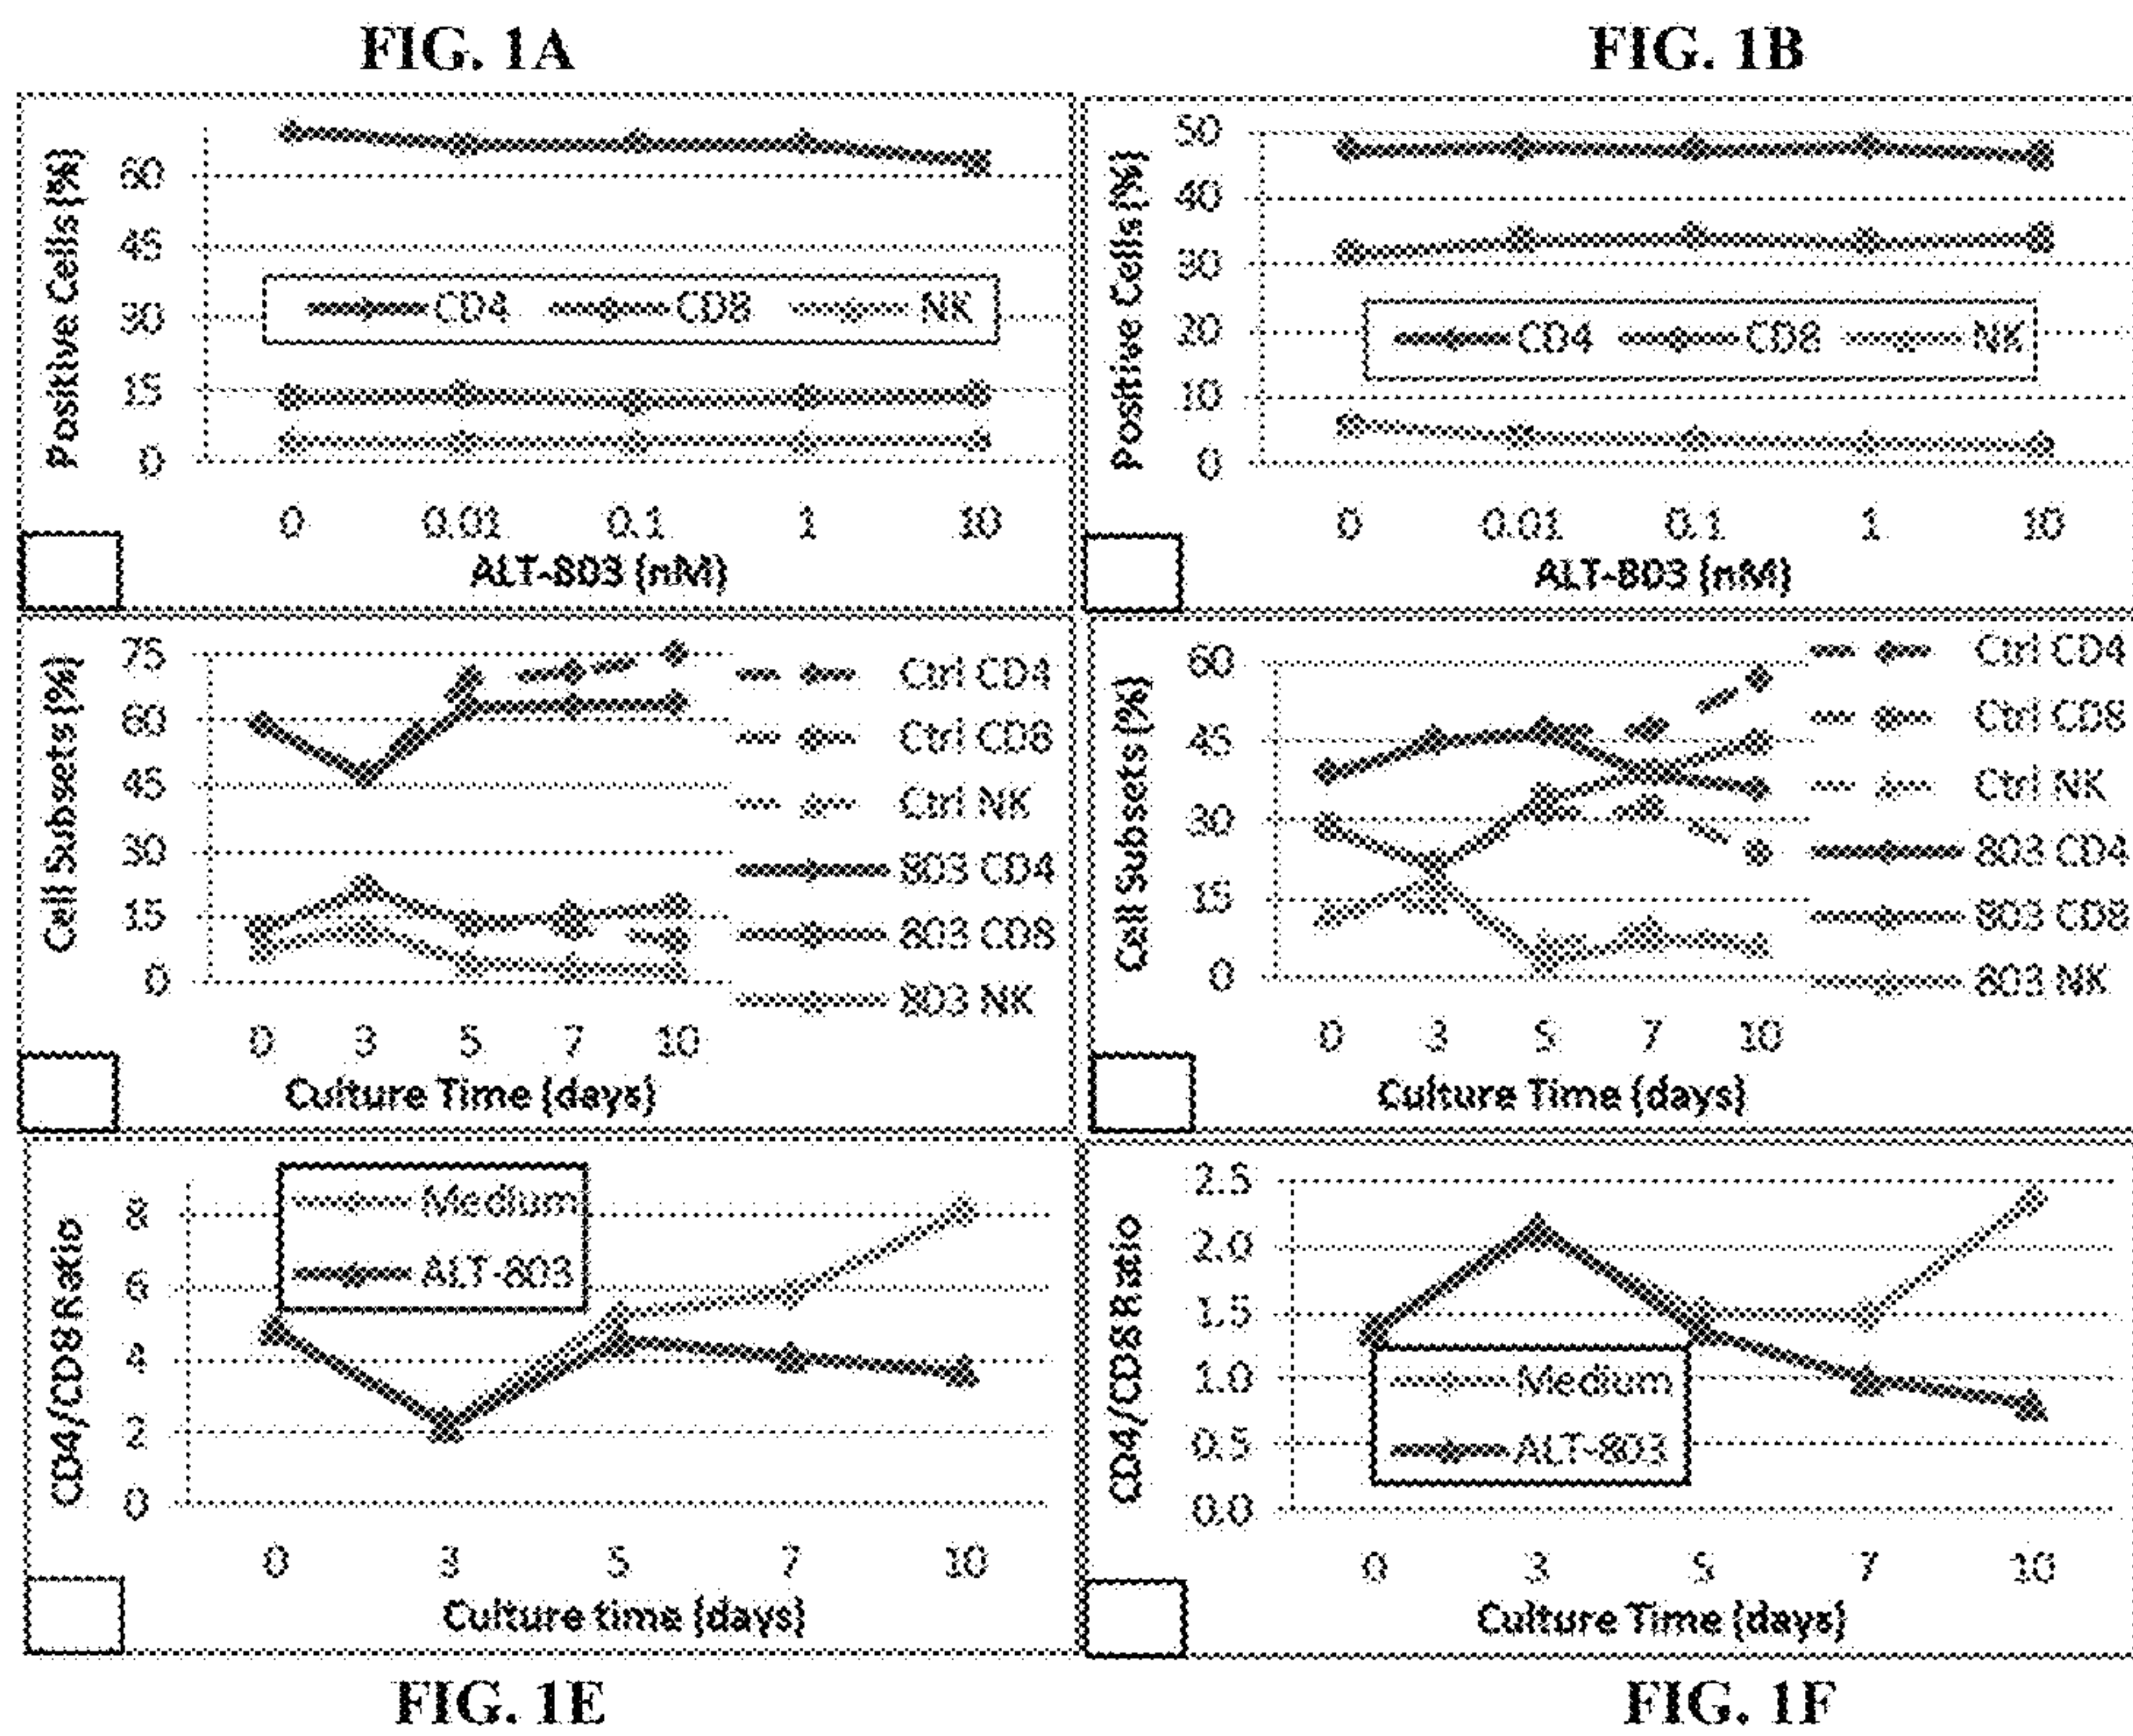 FIG. 1A
FIG. 1B
Positive Cells (%)
60
45
30
15
0
CD4 CD8 NK
0 0.01 0.1 1 10
ALT-803 (nM)
Positive Cells (%)
50
40
30
20
10
0
CD4 CD8 NK
0 0.01 0.1 1 10
ALT-803 (nM)
Cell Subsets (%)
75
60
45
30
15
0
Ctrl CD4
Ctrl CD8
Ctrl NK
803 CD4
803 CD8
803 NK
0 3 5 7 10
Culture Time (days)
Cell Subsets (%)
60
45
30
15
0
Ctrl CD4
Ctrl CD8
Ctrl NK
803 CD4
803 CD8
803 NK
0 3 5 7 10
Culture Time (days)
CD4/CD8 Ratio
8
6
4
2
0
Medium
ALT-803
0 3 5 7 10
Culture time (days)
CD4/CD8 Ratio
2.5
2.0
1.5
1.0
0.5
0.0
Medium
ALT-803
0 3 5 7 10
Culture Time (days)
FIG. 1E
FIG. 1F